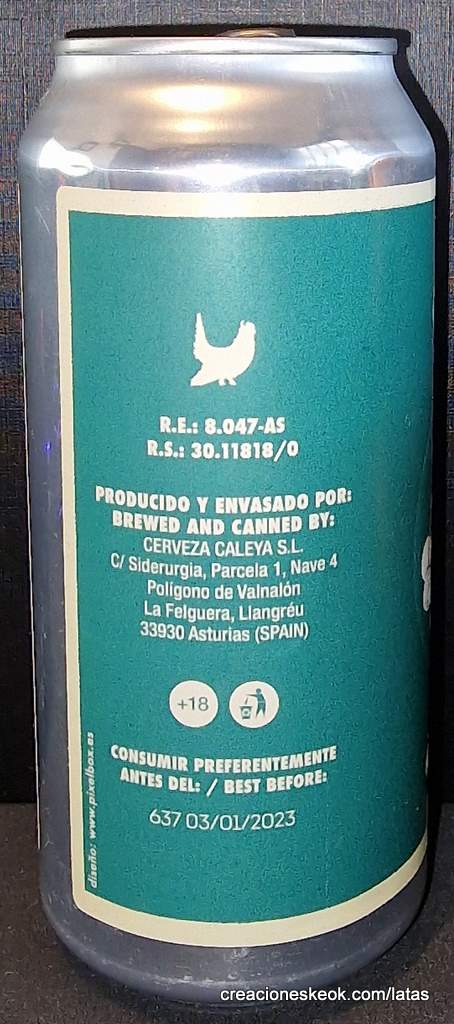 R.E.: 8.047-AS
R.S.: 30.11818/O
PRODUCIDO Y ENVASADO POR:
BREWED AND CANNED BY:
CERVEZA CALEYA S.L.
C/ Siderurgia, Parcela 1, Nave 4
Polígono de Valnalón
La Felguera, Llangréu
33930 Asturias (SPAIN)
+18
CONSUMIR PREFERENTEMENTE
ANTES DEL: / BEST BEFORE:
637 03/01/2023
diseño: www.pixelbox.es
creacioneskeok.com/latas